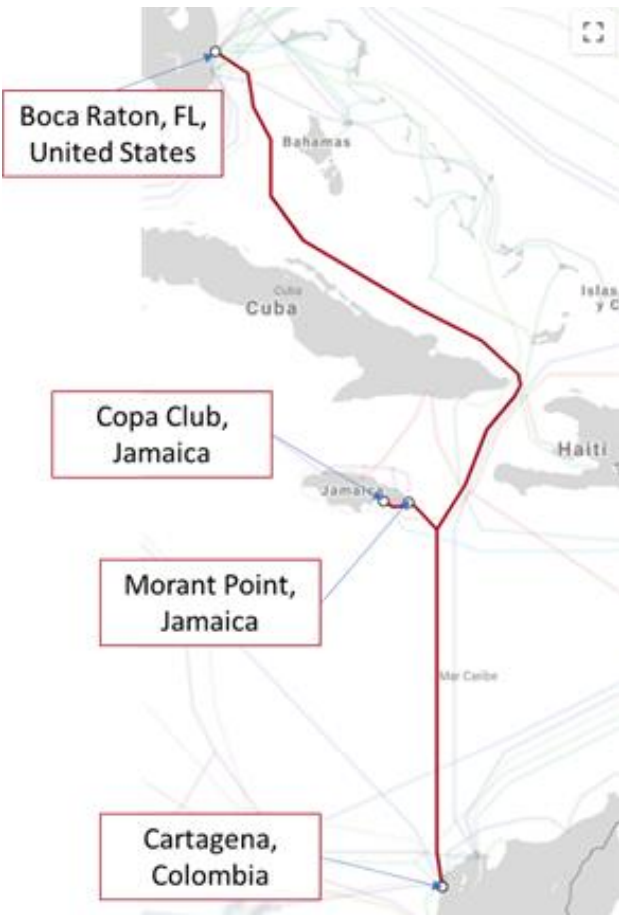 Boca Raton, FL,
United States
Bahamas
Islas
y C
Cuba
Cuba
Copa Club,
Jamaica
Haiti
Jamaica
Morant Point,
Jamaica
Mar Caribe
Cartagena,
Colombia